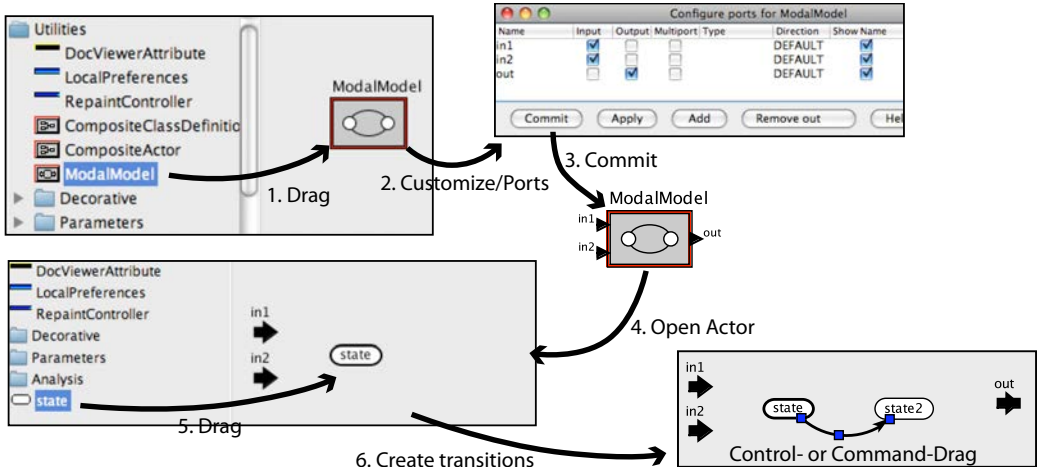 Utilities
DocViewerAttribute
LocalPreferences
RepaintController
CompositeClassDefinitio
CompositeActor
ModalModel
Decorative
Parameters
ModalModel
1. Drag
2. Customize/Ports
Configure ports for ModalModel
Name Input Output Multiport Type Direction Show Name
in1 DEFAULT
in2 DEFAULT
out DEFAULT
Commit Apply Add Remove out Hel
3. Commit
ModalModel
in1
in2
out
4. Open Actor
DocViewerAttribute
LocalPreferences
RepaintController
Decorative
Parameters
Analysis
state
in1
in2
state
5. Drag
6. Create transitions
in1
in2
state
state2
out
Control- or Command-Drag